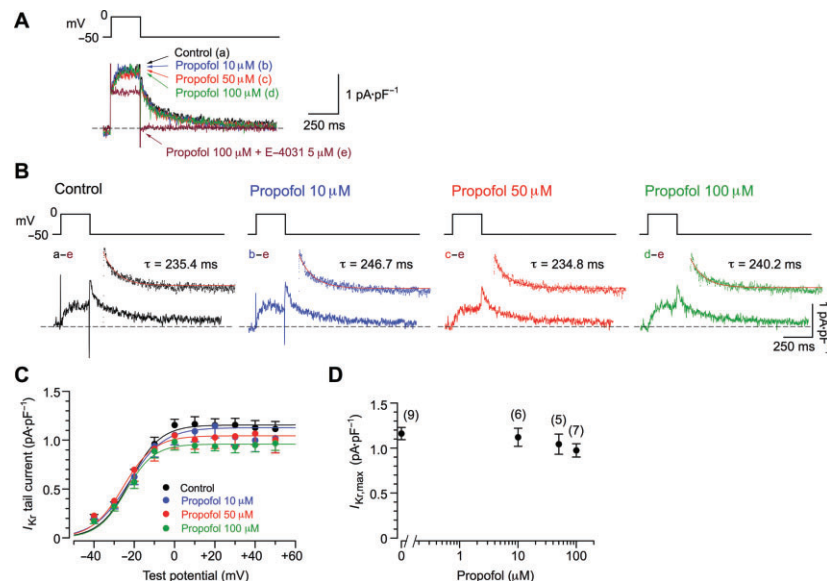 A
mV
0
−50
Control (a)
Propofol 10 μM (b)
Propofol 50 μM (c)
Propofol 100 μM (d)
1 pA·pF−1
250 ms
Propofol 100 μM + E–4031 5 μM (e)
B
Control
Propofol 10 μM
Propofol 50 μM
Propofol 100 μM
mV
0
−50
a–e
τ = 235.4 ms
b–e
τ = 246.7 ms
c–e
τ = 234.8 ms
d–e
τ = 240.2 ms
1 pA·pF−1
250 ms
C
IKr tail current (pA·pF−1)
1.5
1.0
0.5
0
−40
−20
0
+20
+40
+60
Test potential (mV)
Control
Propofol 10 μM
Propofol 50 μM
Propofol 100 μM
D
IKr,max (pA·pF−1)
1.5
1.2
1.0
0
(9)
(6)
(5)
(7)
0
1
10
100
Propofol (μM)